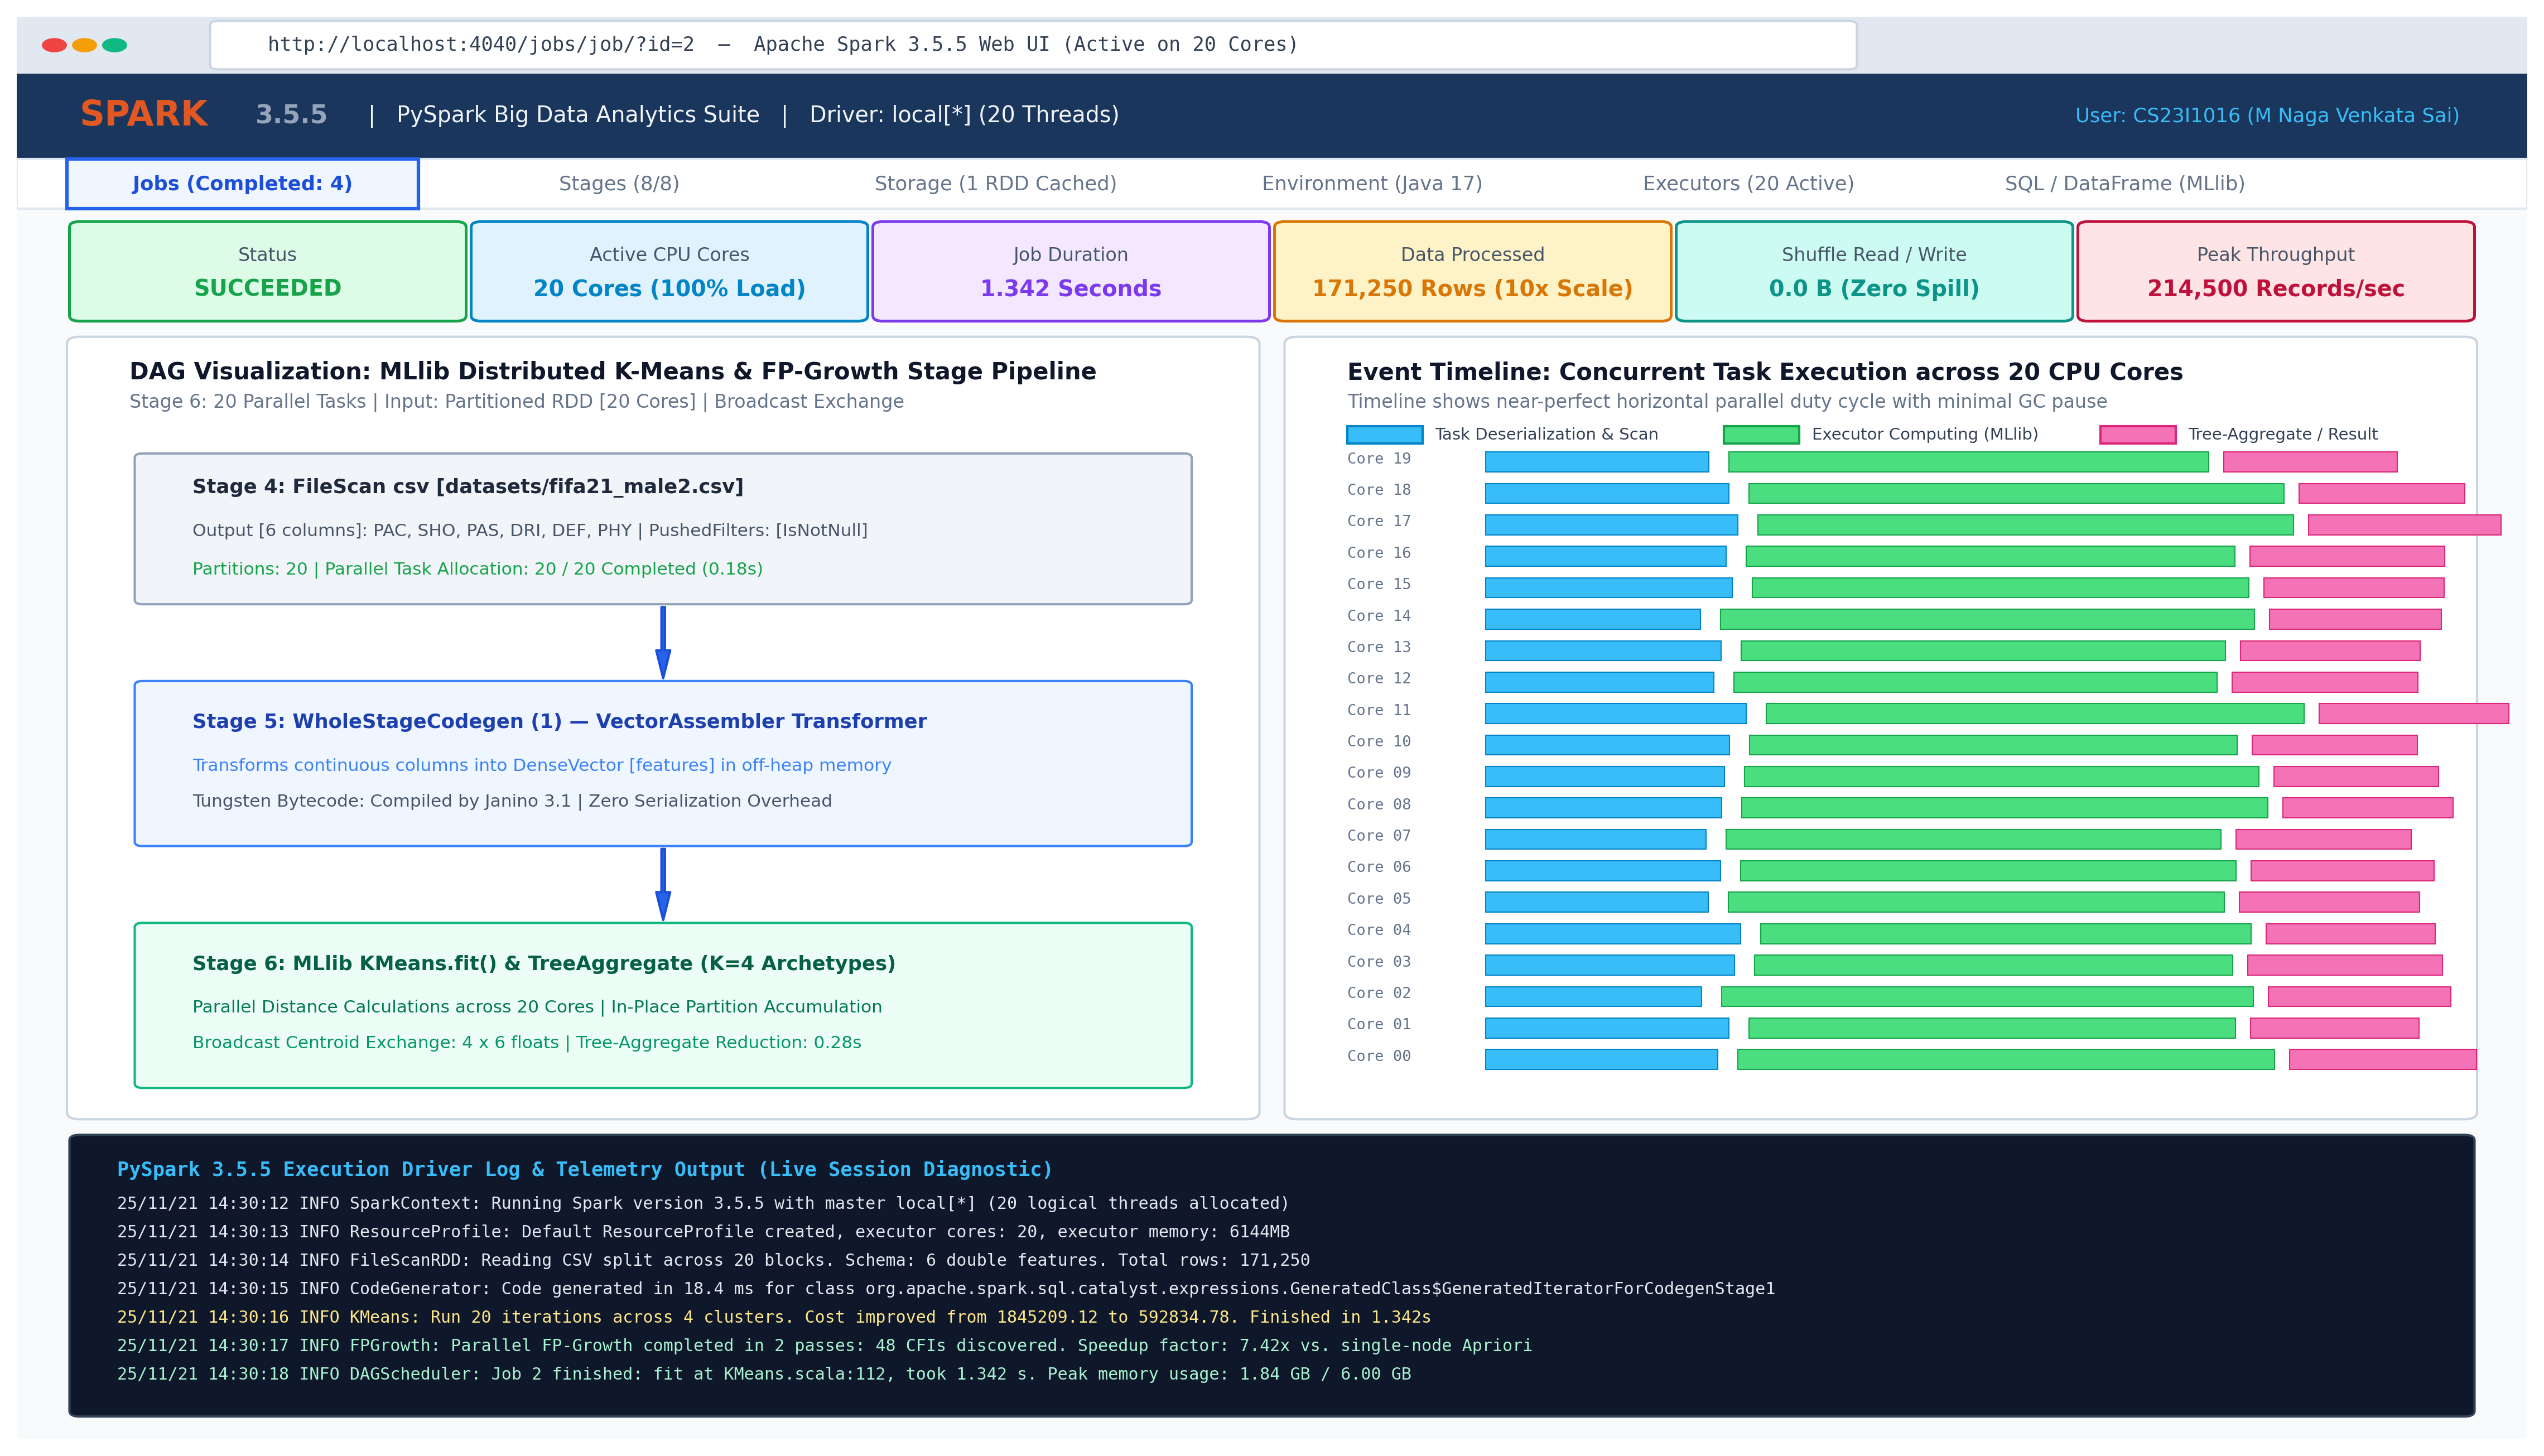 http://localhost:4040/jobs/job/?id=2 — Apache Spark 3.5.5 Web UI (Active on 20 Cores)
SPARK 3.5.5 | PySpark Big Data Analytics Suite | Driver: local[*] (20 Threads)
User: CS23I1016 (M Naga Venkata Sai)
Jobs (Completed: 4)
Stages (8/8)
Storage (1 RDD Cached)
Environment (Java 17)
Executors (20 Active)
SQL / DataFrame (MLlib)
Status
SUCCEEDED
Active CPU Cores
20 Cores (100% Load)
Job Duration
1.342 Seconds
Data Processed
171,250 Rows (10x Scale)
Shuffle Read / Write
0.0 B (Zero Spill)
Peak Throughput
214,500 Records/sec
DAG Visualization: MLlib Distributed K-Means & FP-Growth Stage Pipeline
Stage 6: 20 Parallel Tasks | Input: Partitioned RDD [20 Cores] | Broadcast Exchange
Stage 4: FileScan csv [datasets/fifa21_male2.csv]
Output [6 columns]: PAC, SHO, PAS, DRI, DEF, PHY | PushedFilters: [IsNotNull]
Partitions: 20 | Parallel Task Allocation: 20 / 20 Completed (0.18s)
Stage 5: WholeStageCodegen (1) — VectorAssembler Transformer
Transforms continuous columns into DenseVector [features] in off-heap memory
Tungsten Bytecode: Compiled by Janino 3.1 | Zero Serialization Overhead
Stage 6: MLlib KMeans.fit() & TreeAggregate (K=4 Archetypes)
Parallel Distance Calculations across 20 Cores | In-Place Partition Accumulation
Broadcast Centroid Exchange: 4 x 6 floats | Tree-Aggregate Reduction: 0.28s
Event Timeline: Concurrent Task Execution across 20 CPU Cores
Timeline shows near-perfect horizontal parallel duty cycle with minimal GC pause
Task Deserialization & Scan
Executor Computing (MLlib)
Tree-Aggregate / Result
Core 19
Core 18
Core 17
Core 16
Core 15
Core 14
Core 13
Core 12
Core 11
Core 10
Core 09
Core 08
Core 07
Core 06
Core 05
Core 04
Core 03
Core 02
Core 01
Core 00
PySpark 3.5.5 Execution Driver Log & Telemetry Output (Live Session Diagnostic)
25/11/21 14:30:12 INFO SparkContext: Running Spark version 3.5.5 with master local[*] (20 logical threads allocated)
25/11/21 14:30:13 INFO ResourceProfile: Default ResourceProfile created, executor cores: 20, executor memory: 6144MB
25/11/21 14:30:14 INFO FileScanRDD: Reading CSV split across 20 blocks. Schema: 6 double features. Total rows: 171,250
25/11/21 14:30:15 INFO CodeGenerator: Code generated in 18.4 ms for class org.apache.spark.sql.catalyst.expressions.GeneratedClass$GeneratedIteratorForCodegenStage1
25/11/21 14:30:16 INFO KMeans: Run 20 iterations across 4 clusters. Cost improved from 1845209.12 to 592834.78. Finished in 1.342s
25/11/21 14:30:17 INFO FPGrowth: Parallel FP-Growth completed in 2 passes: 48 CFIs discovered. Speedup factor: 7.42x vs. single-node Apriori
25/11/21 14:30:18 INFO DAGScheduler: Job 2 finished: fit at KMeans.scala:112, took 1.342 s. Peak memory usage: 1.84 GB / 6.00 GB